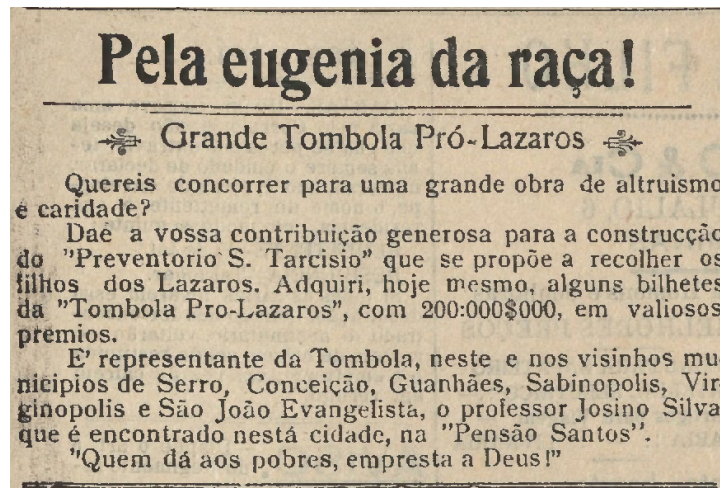 Pela eugenia da raça!
Grande Tombola Pró-Lazaros
Quereis concorrer para uma grande obra de altruismo
e caridade?
Dae a vossa contribuição generosa para a construcção
do "Preventorio S. Tarcisio" que se propõe a recolher os
filhos dos Lazaros. Adquiri, hoje mesmo, alguns bilhetes
da "Tombola Pro-Lazaros", com 200:000$000, em valiosos
premios.
E' representante da Tombola, neste e nos visinhos mu-
nicipios de Serro, Conceição, Guanhães, Sabinopolis, Vir-
ginopolis e São João Evangelista, o professor Josino Silva
que é encontrado nestá cidade, na "Pensão Santos".
"Quem dá aos pobres, empresta a Deus!"